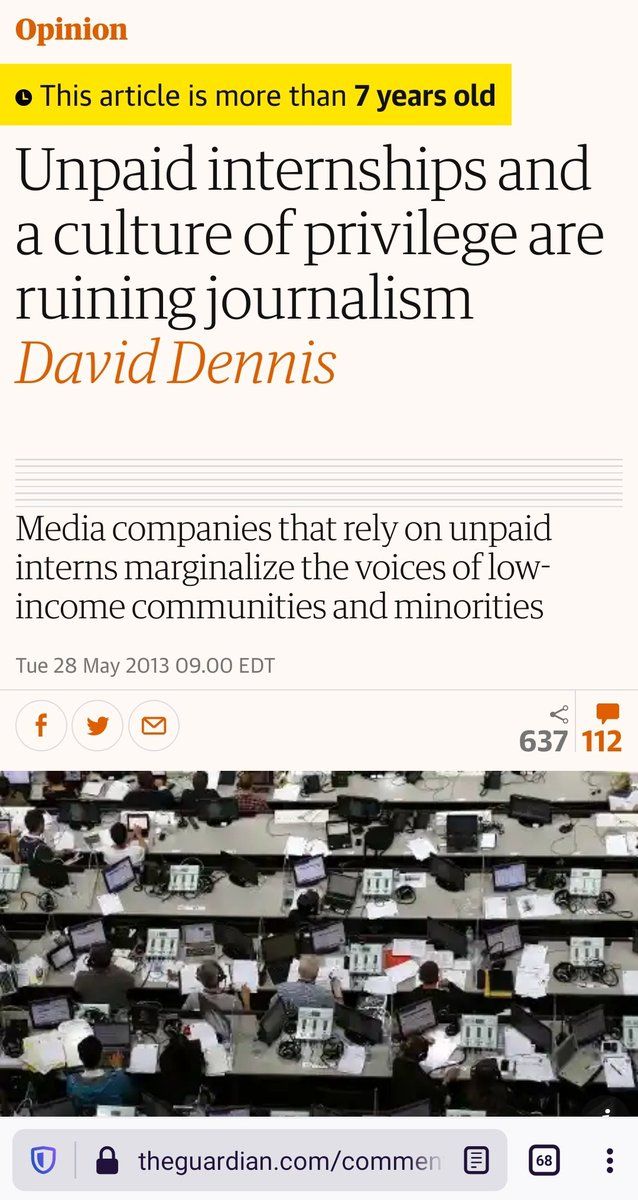 Opinion
This article is more than 7 years old
Unpaid internships and
a culture of privilege are
ruining journalism
David Dennis
Media companies that rely on unpaid
interns marginalize the voices of low-
income communities and minorities
Tue 28 May 2013 09.00 EDT
637 112
theguardian.com/commen
68